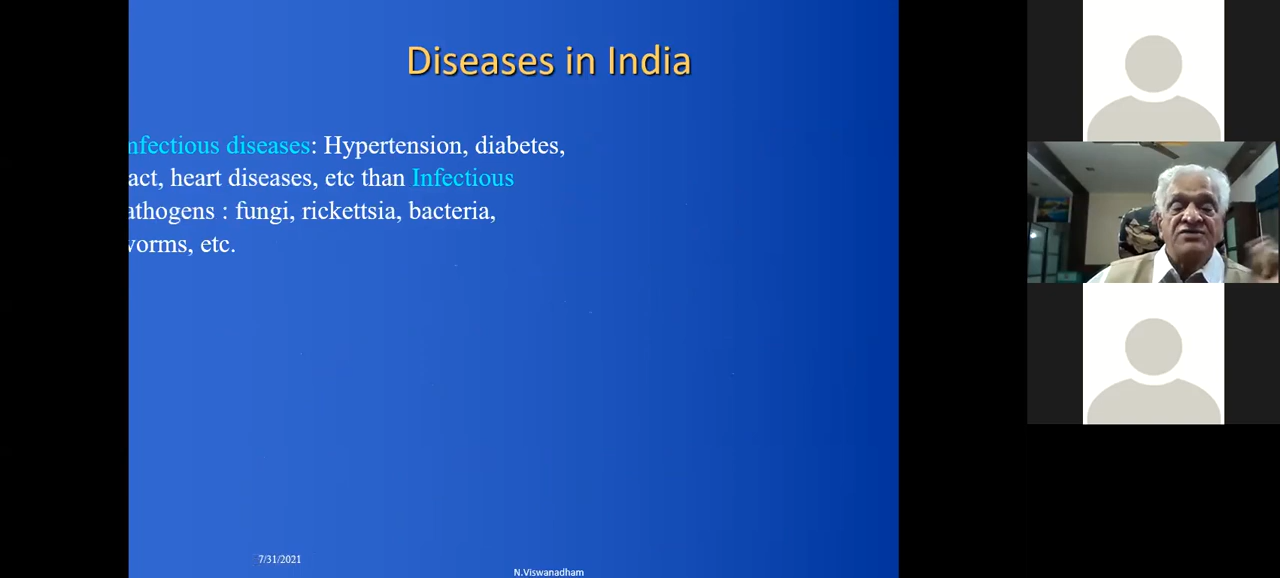 Diseases in India
nfectious diseases: Hypertension, diabetes,
act, heart diseases, etc than Infectious
athogens : fungi, rickettsia, bacteria,
vorms, etc.
7/31/2021
N.Viswanadham